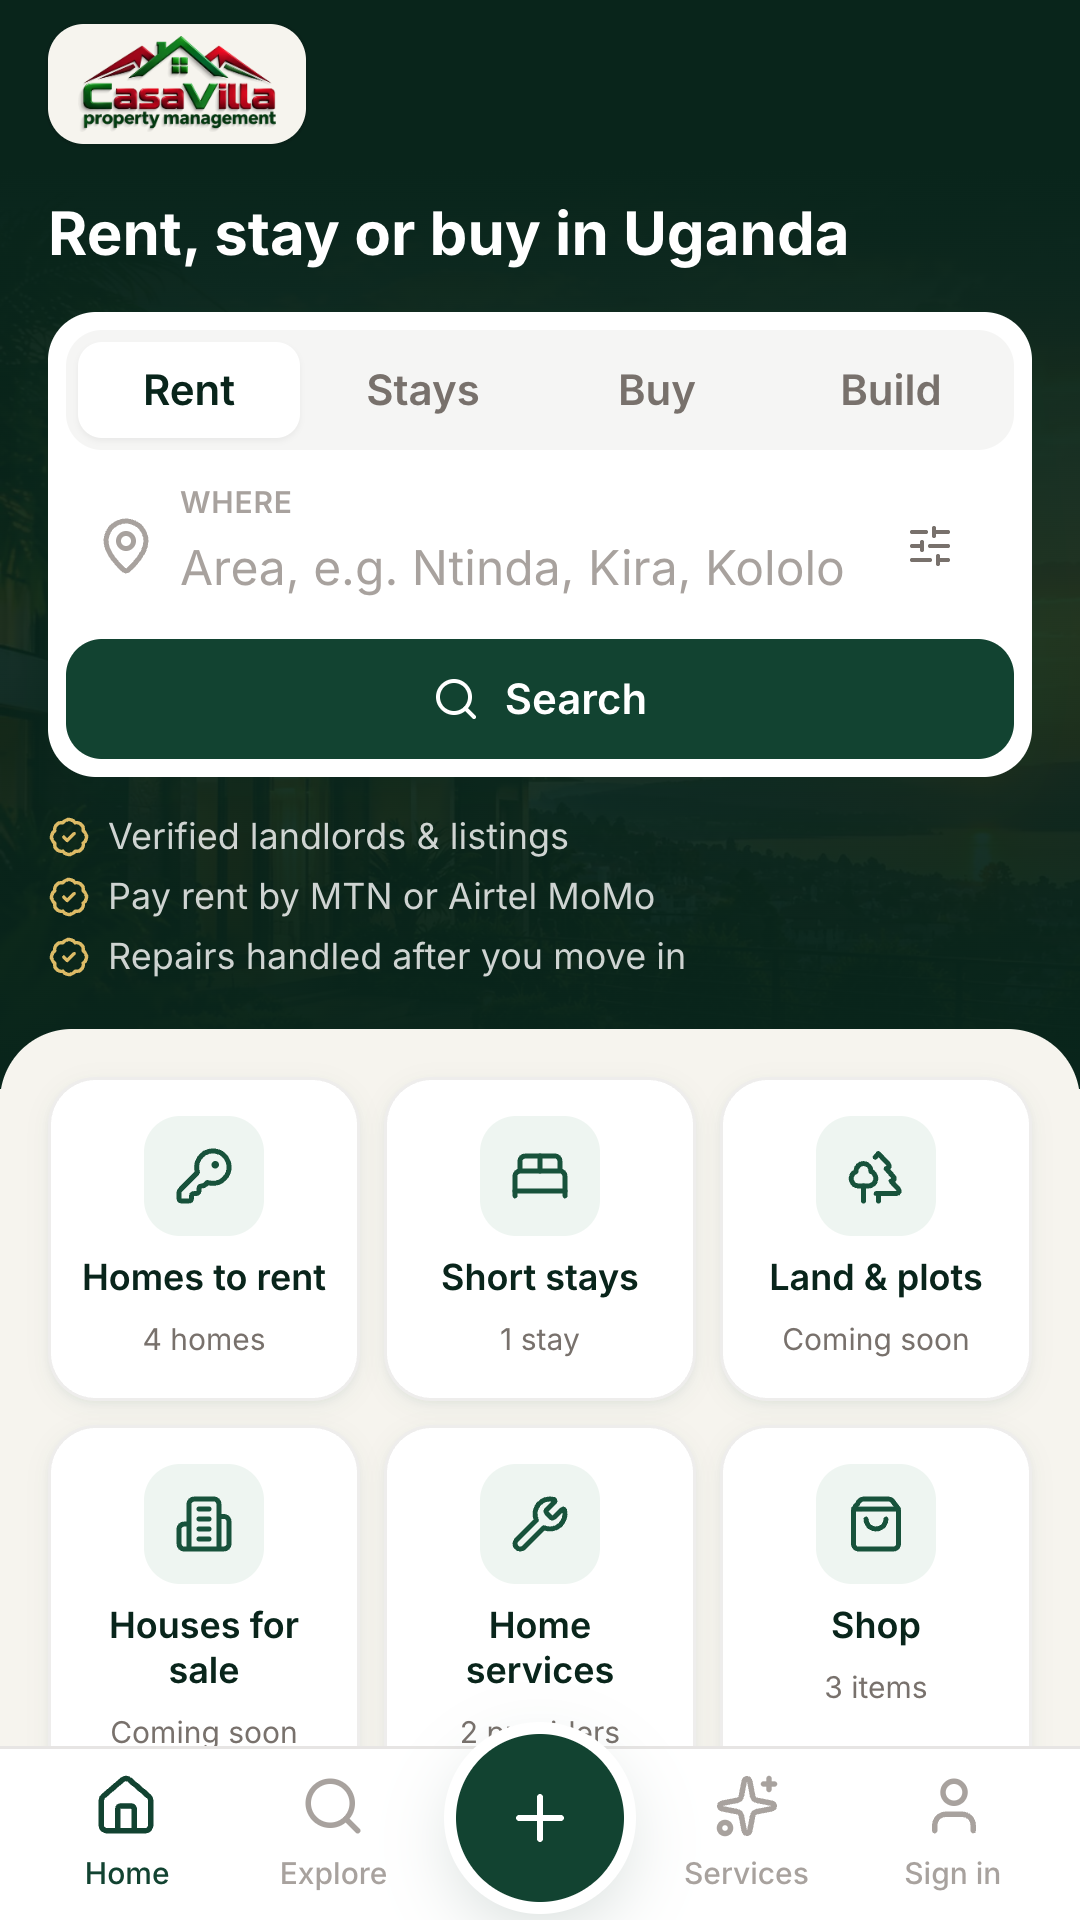 CasaVilla
property management
Rent, stay or buy in Uganda
Rent
Stays
Buy
Build
WHERE
Area, e.g. Ntinda, Kira, Kololo
Search
Verified landlords & listings
Pay rent by MTN or Airtel MoMo
Repairs handled after you move in
Homes to rent
4 homes
Short stays
1 stay
Land & plots
Coming soon
Houses for
sale
Coming soon
Home
services
2
Shop
3 items
Home
Explore
Services
Sign in